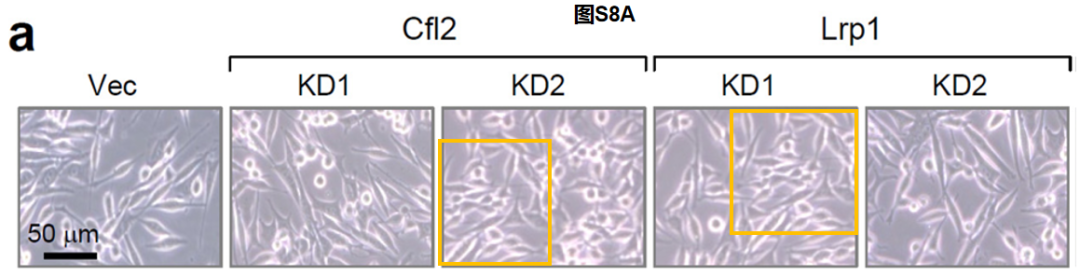 图S8A
a
Cfl2 Lrp1
Vec KD1 KD2 KD1 KD2
50 μm